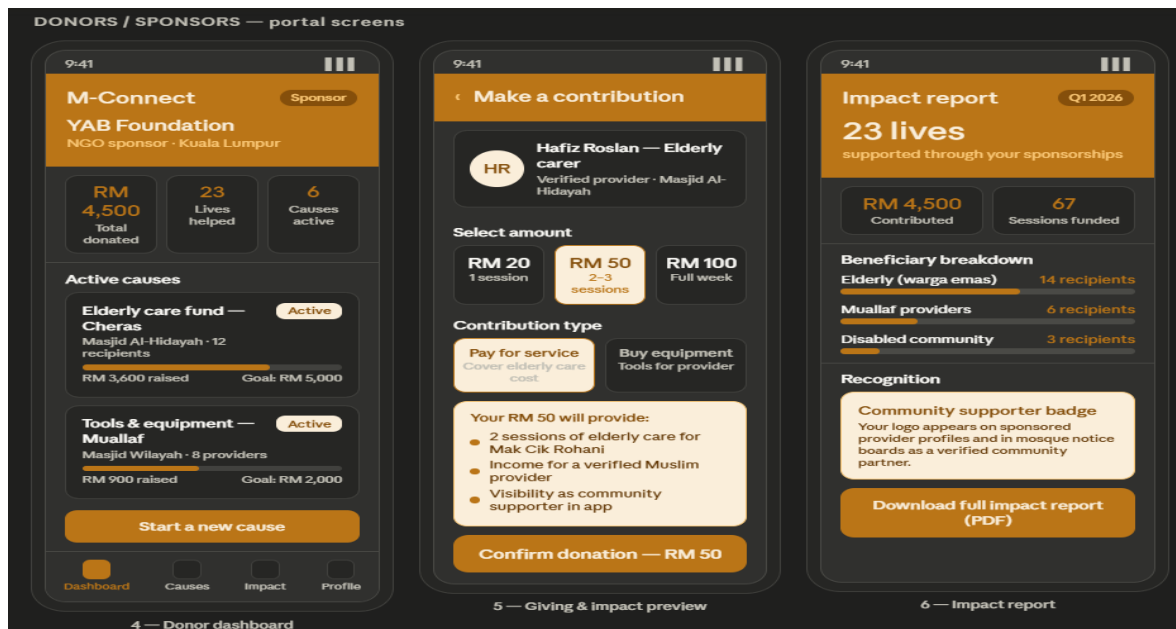 DONORS / SPONSORS — portal screens
9:41
M-Connect
Sponsor
YAB Foundation
NGO sponsor · Kuala Lumpur
RM
4,500
Total
donated
23
Lives
helped
6
Causes
active
Active causes
Elderly care fund —
Cheras
Active
Masjid Al-Hidayah · 12
recipients
RM 3,600 raised
Goal: RM 5,000
Tools & equipment —
Muallaf
Active
Masjid Wilayah · 8 providers
RM 900 raised
Goal: RM 2,000
Start a new cause
Dashboard
Causes
Impact
Profile
4 — Donor dashboard
9:41
‹ Make a contribution
HR
Hafiz Roslan — Elderly
carer
Verified provider · Masjid Al-
Hidayah
Select amount
RM 20
1 session
RM 50
2–3
sessions
RM 100
Full week
Contribution type
Pay for service
Cover elderly care
cost
Buy equipment
Tools for provider
Your RM 50 will provide:
2 sessions of elderly care for
Mak Cik Rohani
Income for a verified Muslim
provider
Visibility as community
supporter in app
Confirm donation — RM 50
5 — Giving & impact preview
9:41
Impact report
Q1 2026
23 lives
supported through your sponsorships
RM 4,500
Contributed
67
Sessions funded
Beneficiary breakdown
Elderly (warga emas)
14 recipients
Muallaf providers
6 recipients
Disabled community
3 recipients
Recognition
Community supporter badge
Your logo appears on sponsored
provider profiles and in mosque notice
boards as a verified community
partner.
Download full impact report
(PDF)
6 — Impact report